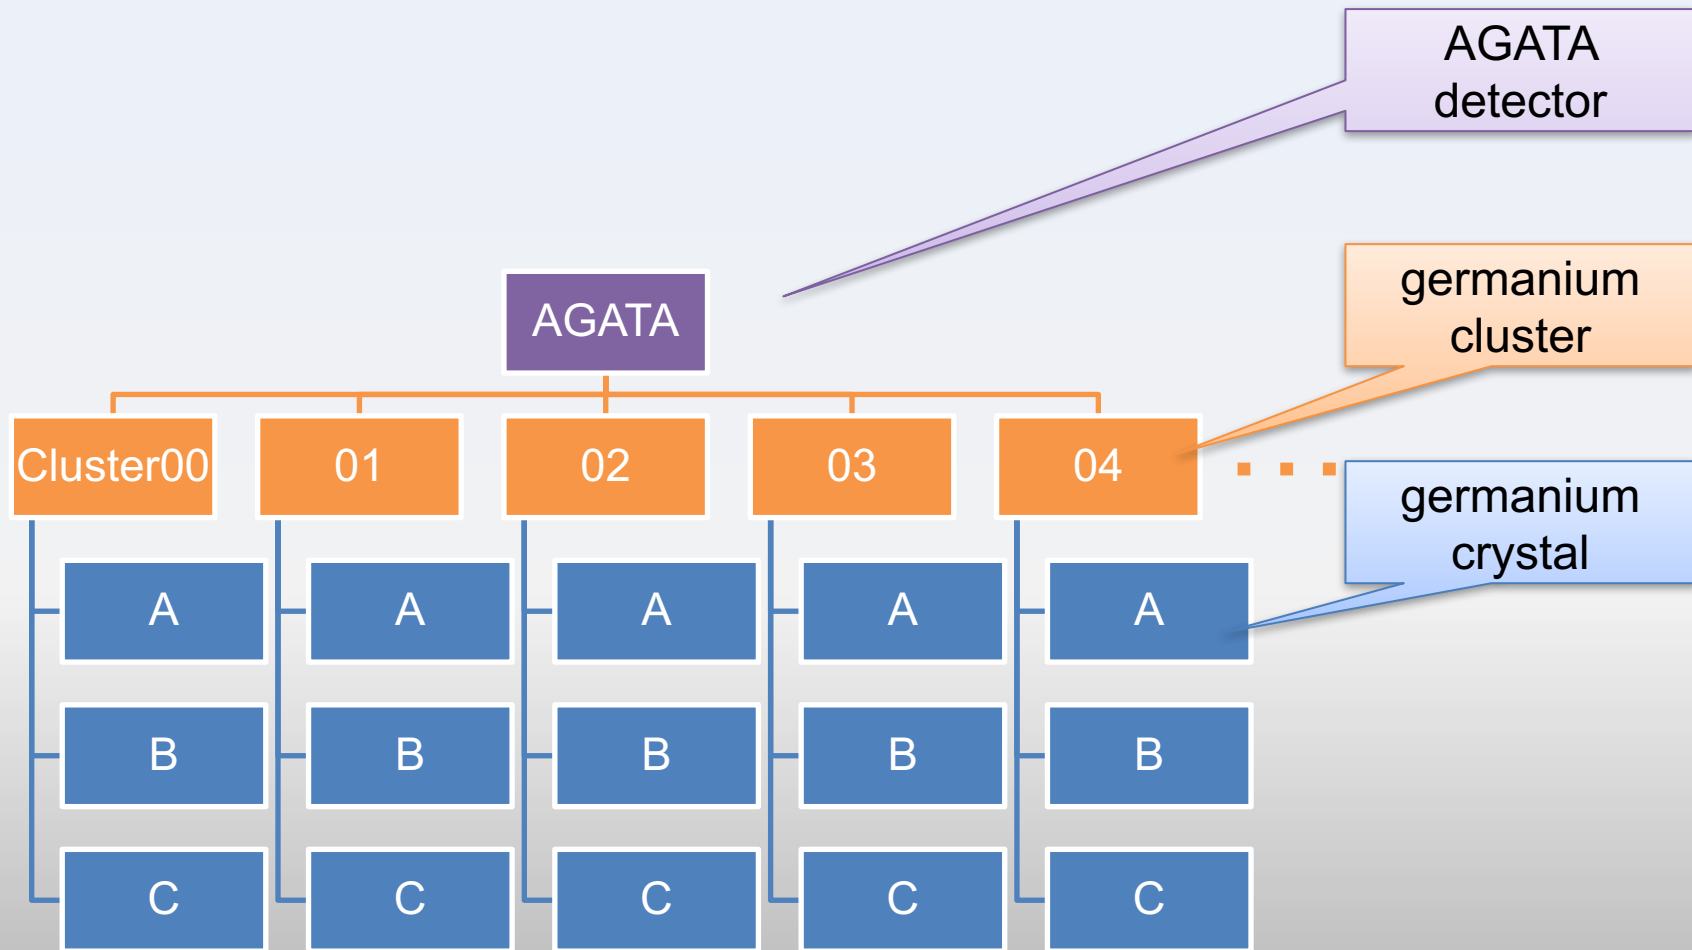 AGATA
detector
germanium
cluster
AGATA
Cluster00 01 02 03 04
germanium
crystal
A A A A A
B B B B B
C C C C C